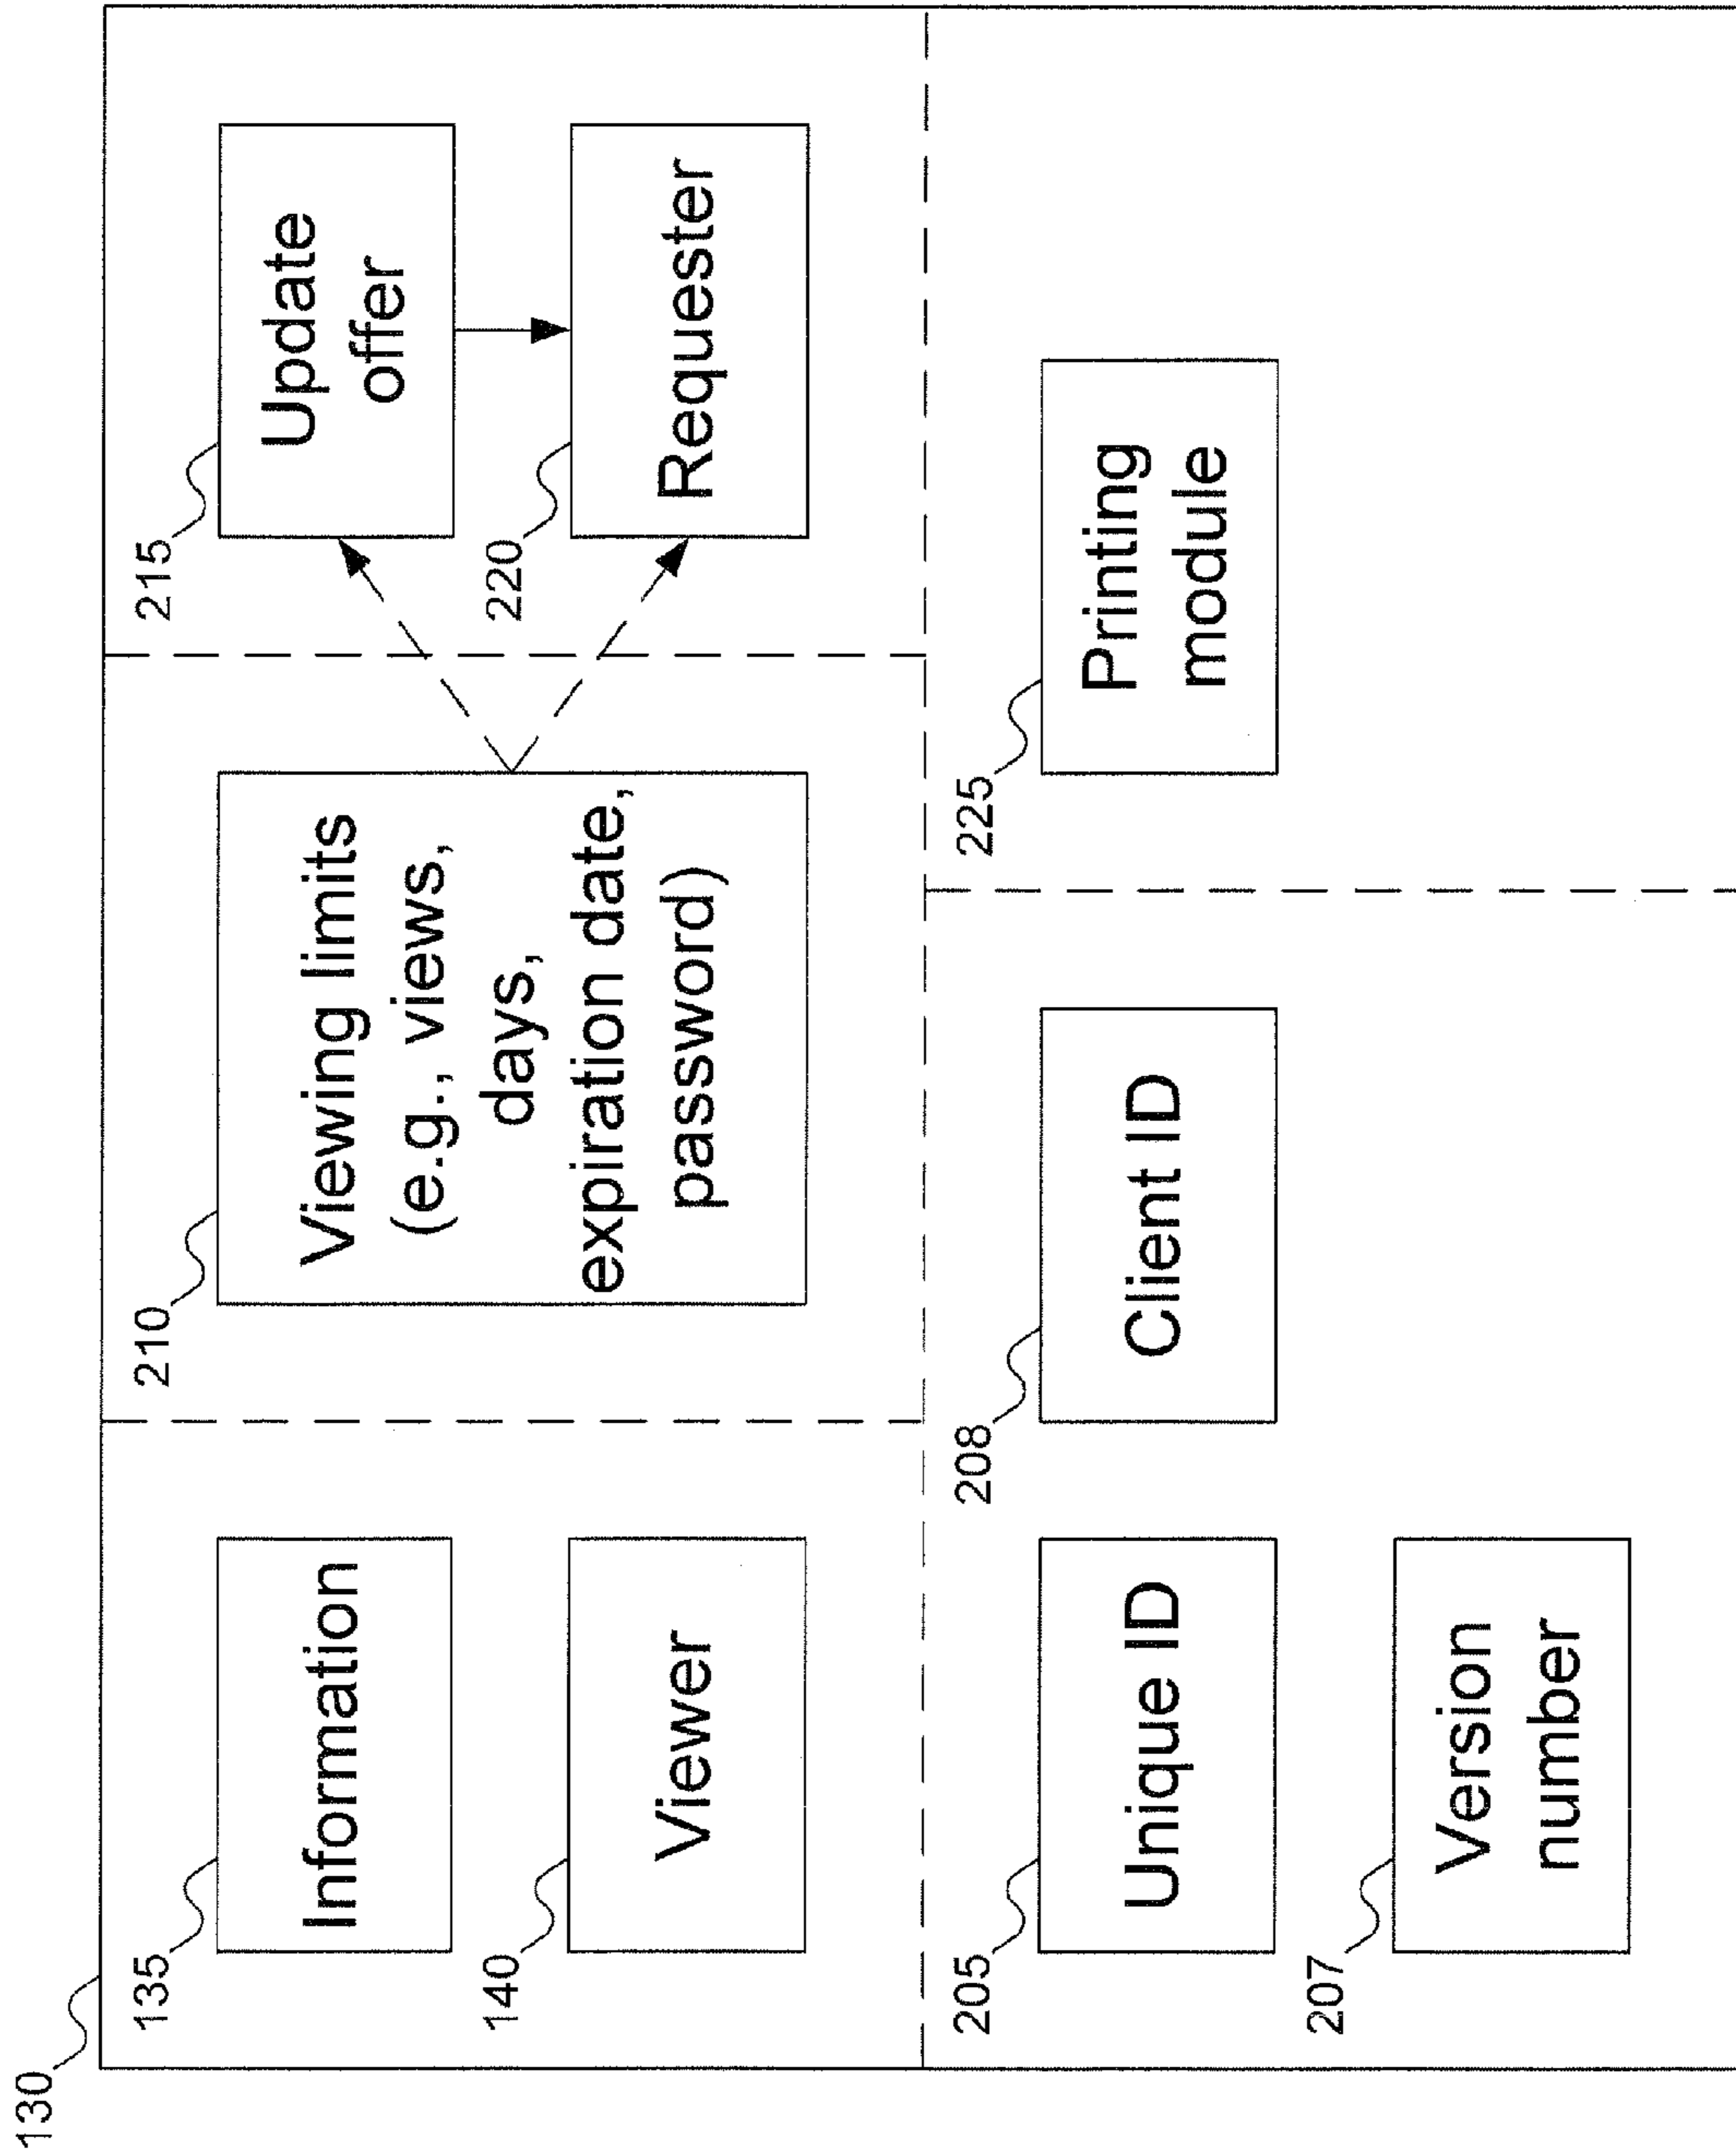 130
135
Information
140
Viewer
210
Viewing limits
(e.g., views,
days,
expiration date,
password)
215
Update
offer
220
Requester
205
Unique ID
207
Version
number
208
Client ID
225
Printing
module